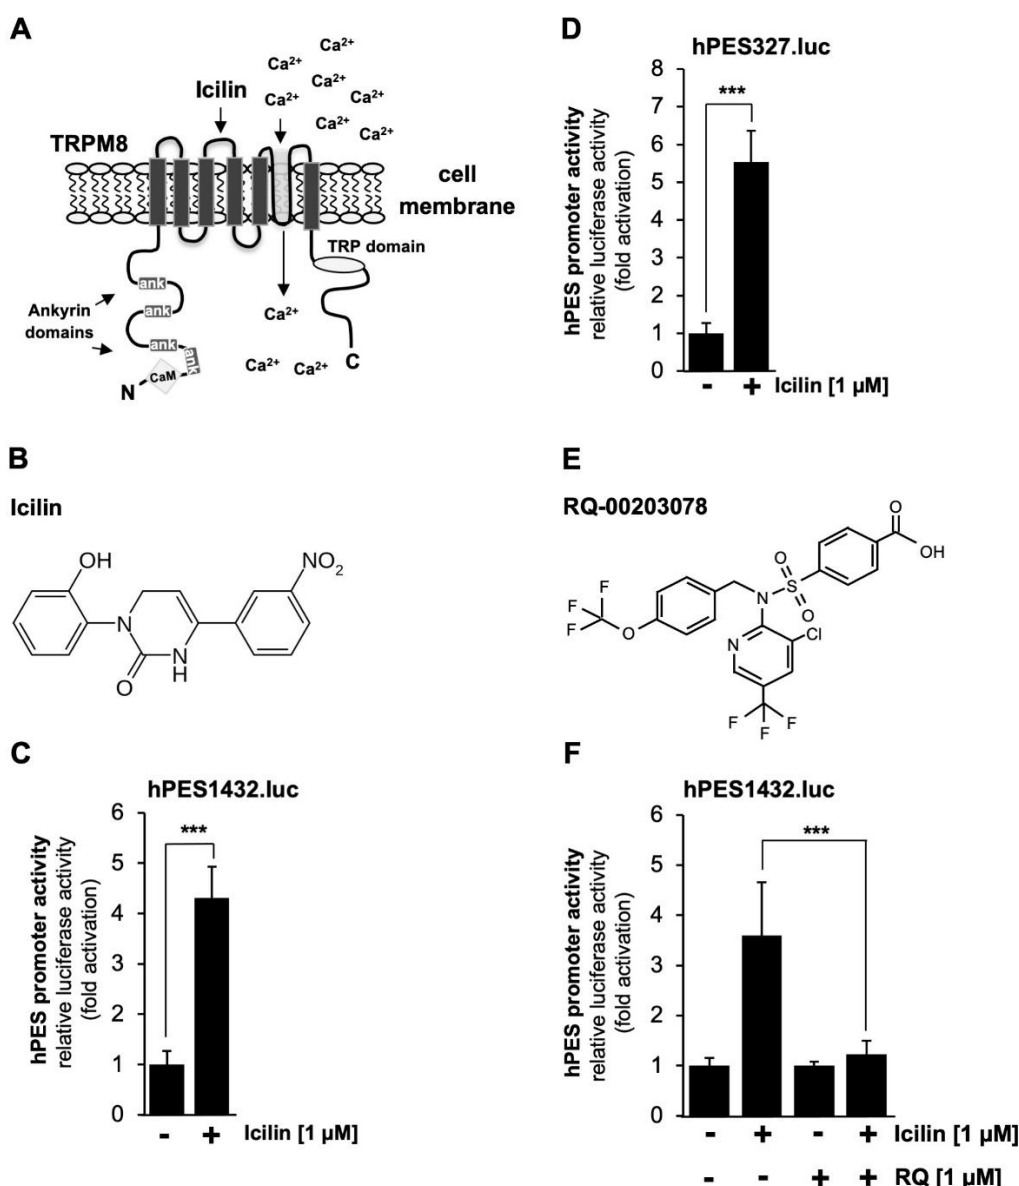 A
Ca²⁺
Ca²⁺
Ca²⁺
Icilin
Ca²⁺
Ca²⁺
Ca²⁺
Ca²⁺
TRPM8
cell
membrane
TRP domain
ank
Ankyrin
domains
ank
Ca²⁺
ank
ank
CaM
N
Ca²⁺
Ca²⁺
C
B
Icilin
OH
NO₂
N
N
H
O
C
hPES1432.luc
hPES promoter activity
relative luciferase activity
(fold activation)
6
5
4
3
2
1
0
***
- + Icilin [1 µM]
D
hPES327.luc
hPES promoter activity
relative luciferase activity
(fold activation)
8
7
6
5
4
3
2
1
0
***
- + Icilin [1 µM]
E
RQ-00203078
O
OH
O
S
O
N
F
F
F
O
N
Cl
F
F
F
F
hPES1432.luc
hPES promoter activity
relative luciferase activity
(fold activation)
6
5
4
3
2
1
0
***
- + - + Icilin [1 µM]
- - + + RQ [1 µM]